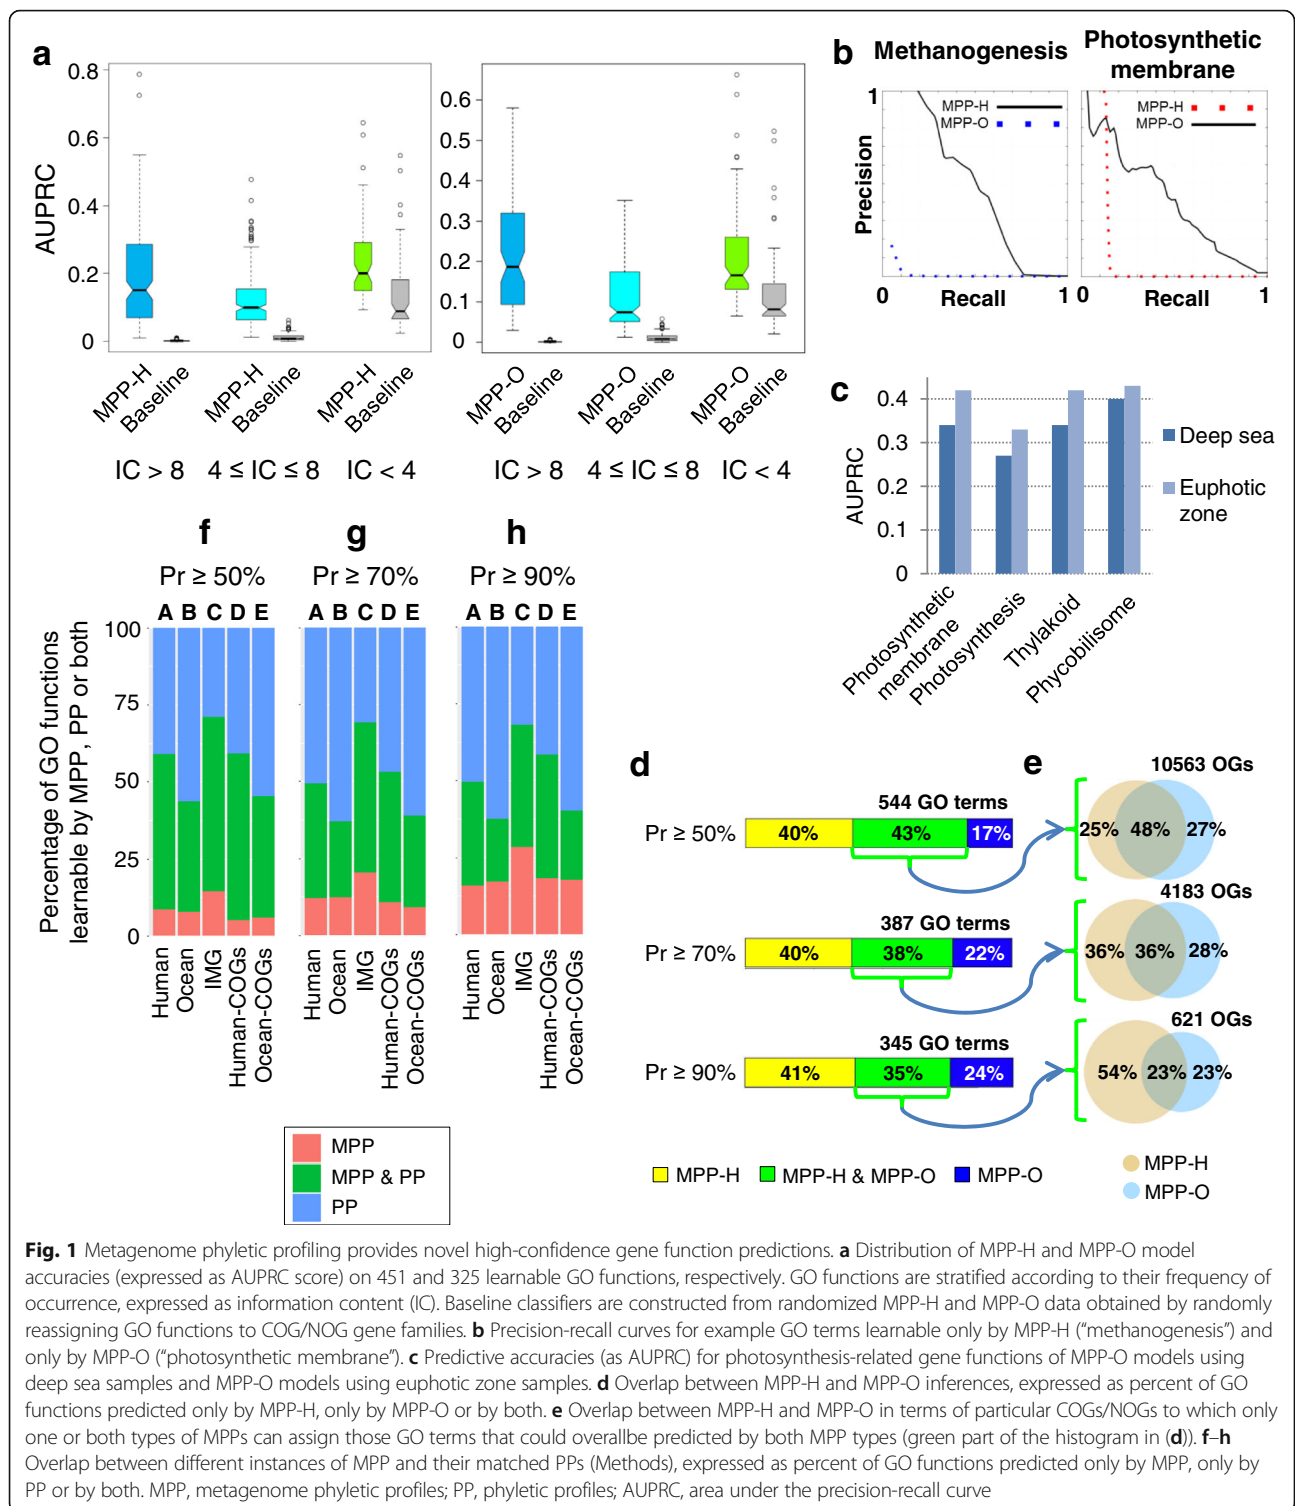 a
AUPRC
0.8
0.6
0.4
0.2
0
MPP-H
Baseline
MPP-H
Baseline
MPP-H
Baseline
IC > 8
4 ≤ IC ≤ 8
IC < 4
0.6
0.5
0.4
0.3
0.2
0.1
0
MPP-O
Baseline
MPP-O
Baseline
MPP-O
Baseline
IC > 8
4 ≤ IC ≤ 8
IC < 4
b
Methanogenesis
Photosynthetic
membrane
1
Precision
MPP-H
MPP-O
0
Recall
1
MPP-H
MPP-O
0
Recall
1
c
AUPRC
0.4
0.3
0.2
0.1
0
Photosynthetic
membrane
Photosynthesis
Thylakoid
Phycobilisome
Deep sea
Euphotic
zone
f
Pr ≥ 50%
A B C D E
g
Pr ≥ 70%
A B C D E
h
Pr ≥ 90%
A B C D E
Percentage of GO functions
learnable by MPP, PP or both
100
75
50
25
0
Human
Ocean
IMG
Human-COGs
Ocean-COGs
Human
Ocean
IMG
Human-COGs
Ocean-COGs
Human
Ocean
IMG
Human-COGs
Ocean-COGs
MPP
MPP & PP
PP
d
544 GO terms
Pr ≥ 50%
40% 43% 17%
387 GO terms
Pr ≥ 70%
40% 38% 22%
345 GO terms
Pr ≥ 90%
41% 35% 24%
MPP-H MPP-H & MPP-O MPP-O
e
10563 OGs
25% 48% 27%
4183 OGs
36% 36% 28%
621 OGs
54% 23% 23%
MPP-H
MPP-O
Fig. 1 Metagenome phyletic profiling provides novel high-confidence gene function predictions. a Distribution of MPP-H and MPP-O model
accuracies (expressed as AUPRC score) on 451 and 325 learnable GO functions, respectively. GO functions are stratified according to their frequency of
occurrence, expressed as information content (IC). Baseline classifiers are constructed from randomized MPP-H and MPP-O data obtained by randomly
reassigning GO functions to COG/NOG gene families. b Precision-recall curves for example GO terms learnable only by MPP-H (“methanogenesis”) and
only by MPP-O (“photosynthetic membrane”). c Predictive accuracies (as AUPRC) for photosynthesis-related gene functions of MPP-O models using
deep sea samples and MPP-O models using euphotic zone samples. d Overlap between MPP-H and MPP-O inferences, expressed as percent of GO
functions predicted only by MPP-H, only by MPP-O or by both. e Overlap between MPP-H and MPP-O in terms of particular COGs/NOGs to which only
one or both types of MPPs can assign those GO terms that could overallbe predicted by both MPP types (green part of the histogram in (d)). f–h
Overlap between different instances of MPP and their matched PPs (Methods), expressed as percent of GO functions predicted only by MPP, only by
PP or by both. MPP, metagenome phyletic profiles; PP, phyletic profiles; AUPRC, area under the precision-recall curve